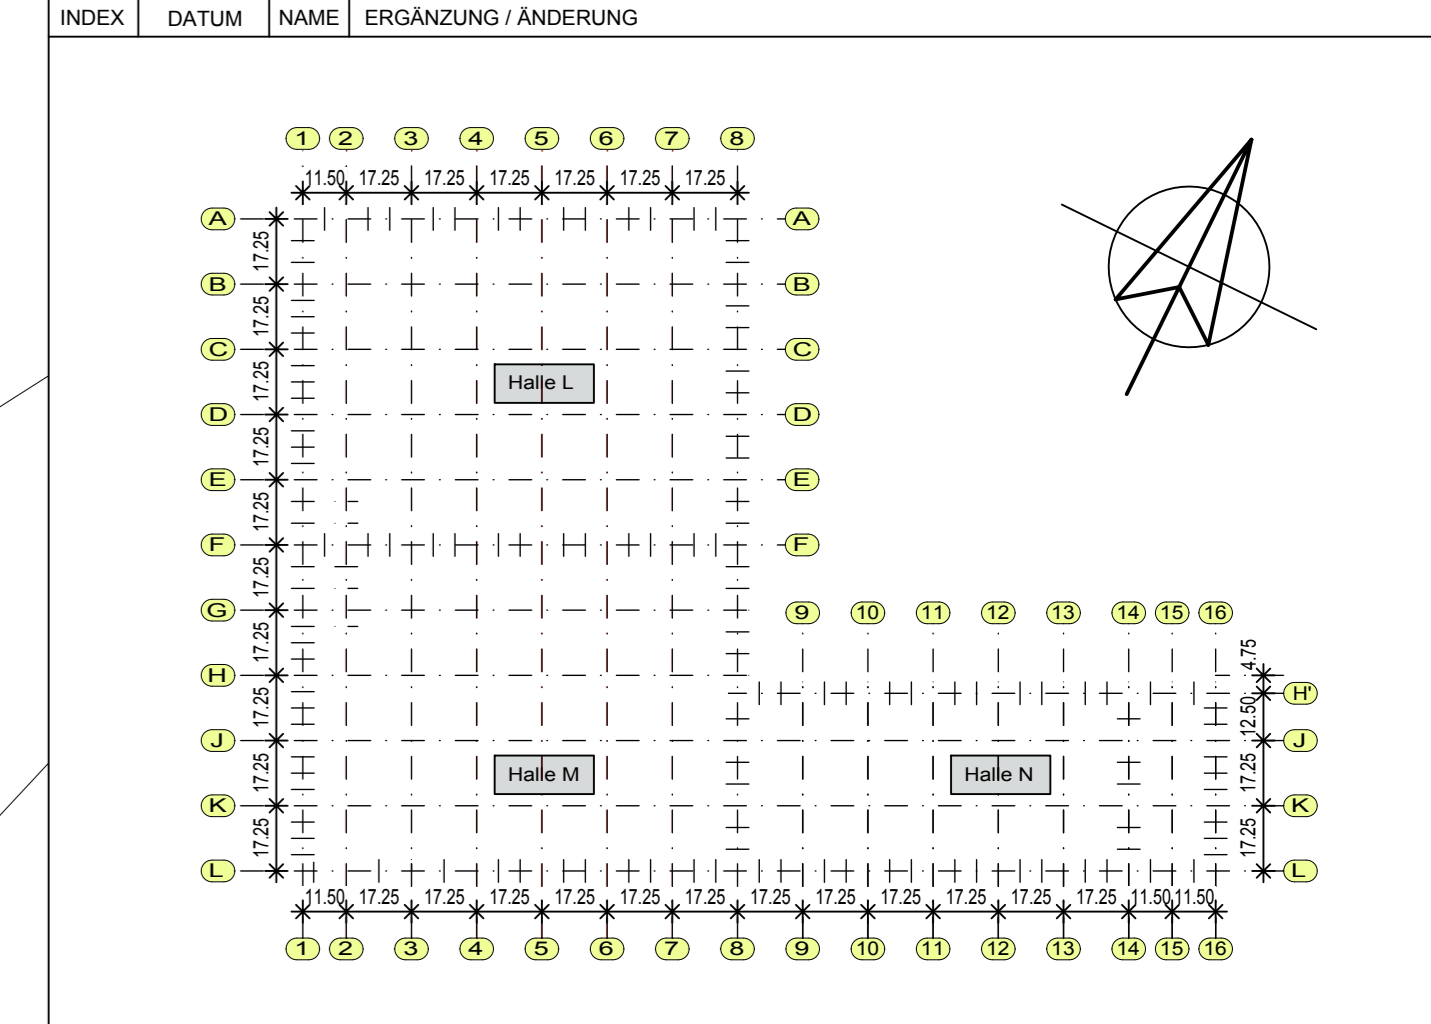 INDEX DATUM NAME ERGÄNZUNG / ÄNDERUNG
1 2 3 4 5 6 7 8
11.50 17.25 17.25 17.25 17.25 17.25 17.25
A A
17.25
B B
17.25
C C
17.25
Halle L
D D
17.25
E E
17.25
F F
17.25
G 9 10 11 12 13 14 15 16
17.25 4.75
H H'
17.25 12.50
J J
17.25 Halle M Halle N 17.25
K K
17.25 17.25
L L
11.50 17.25 17.25 17.25 17.25 17.25 17.25 17.25 17.25 17.25 17.25 17.25 17.25 11.50 11.50
1 2 3 4 5 6 7 8 9 10 11 12 13 14 15 16